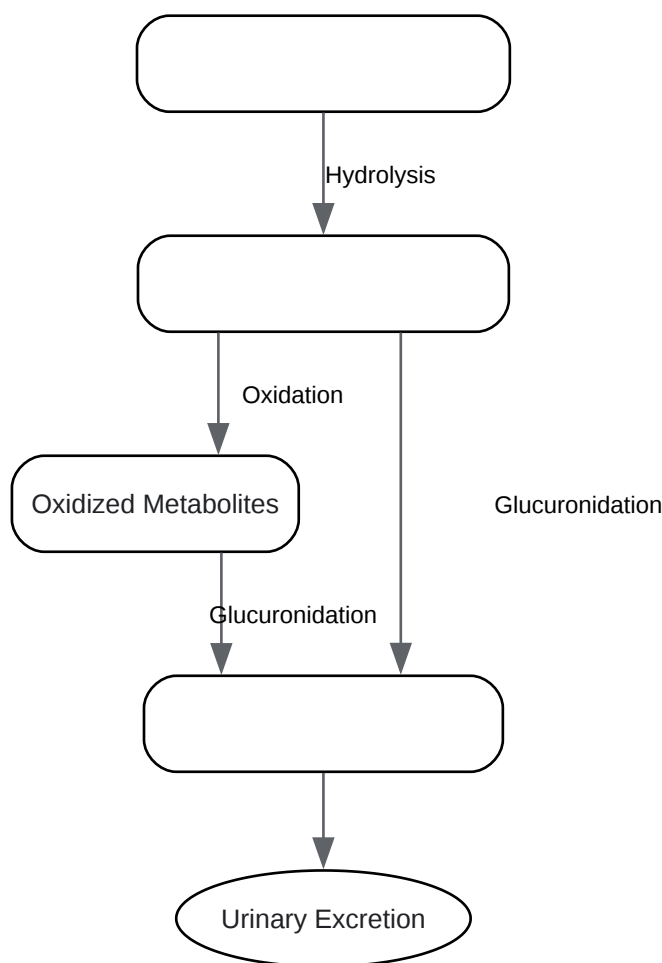 Hydrolysis
Oxidation
Oxidized Metabolites
Glucuronidation
Glucuronidation
Urinary Excretion